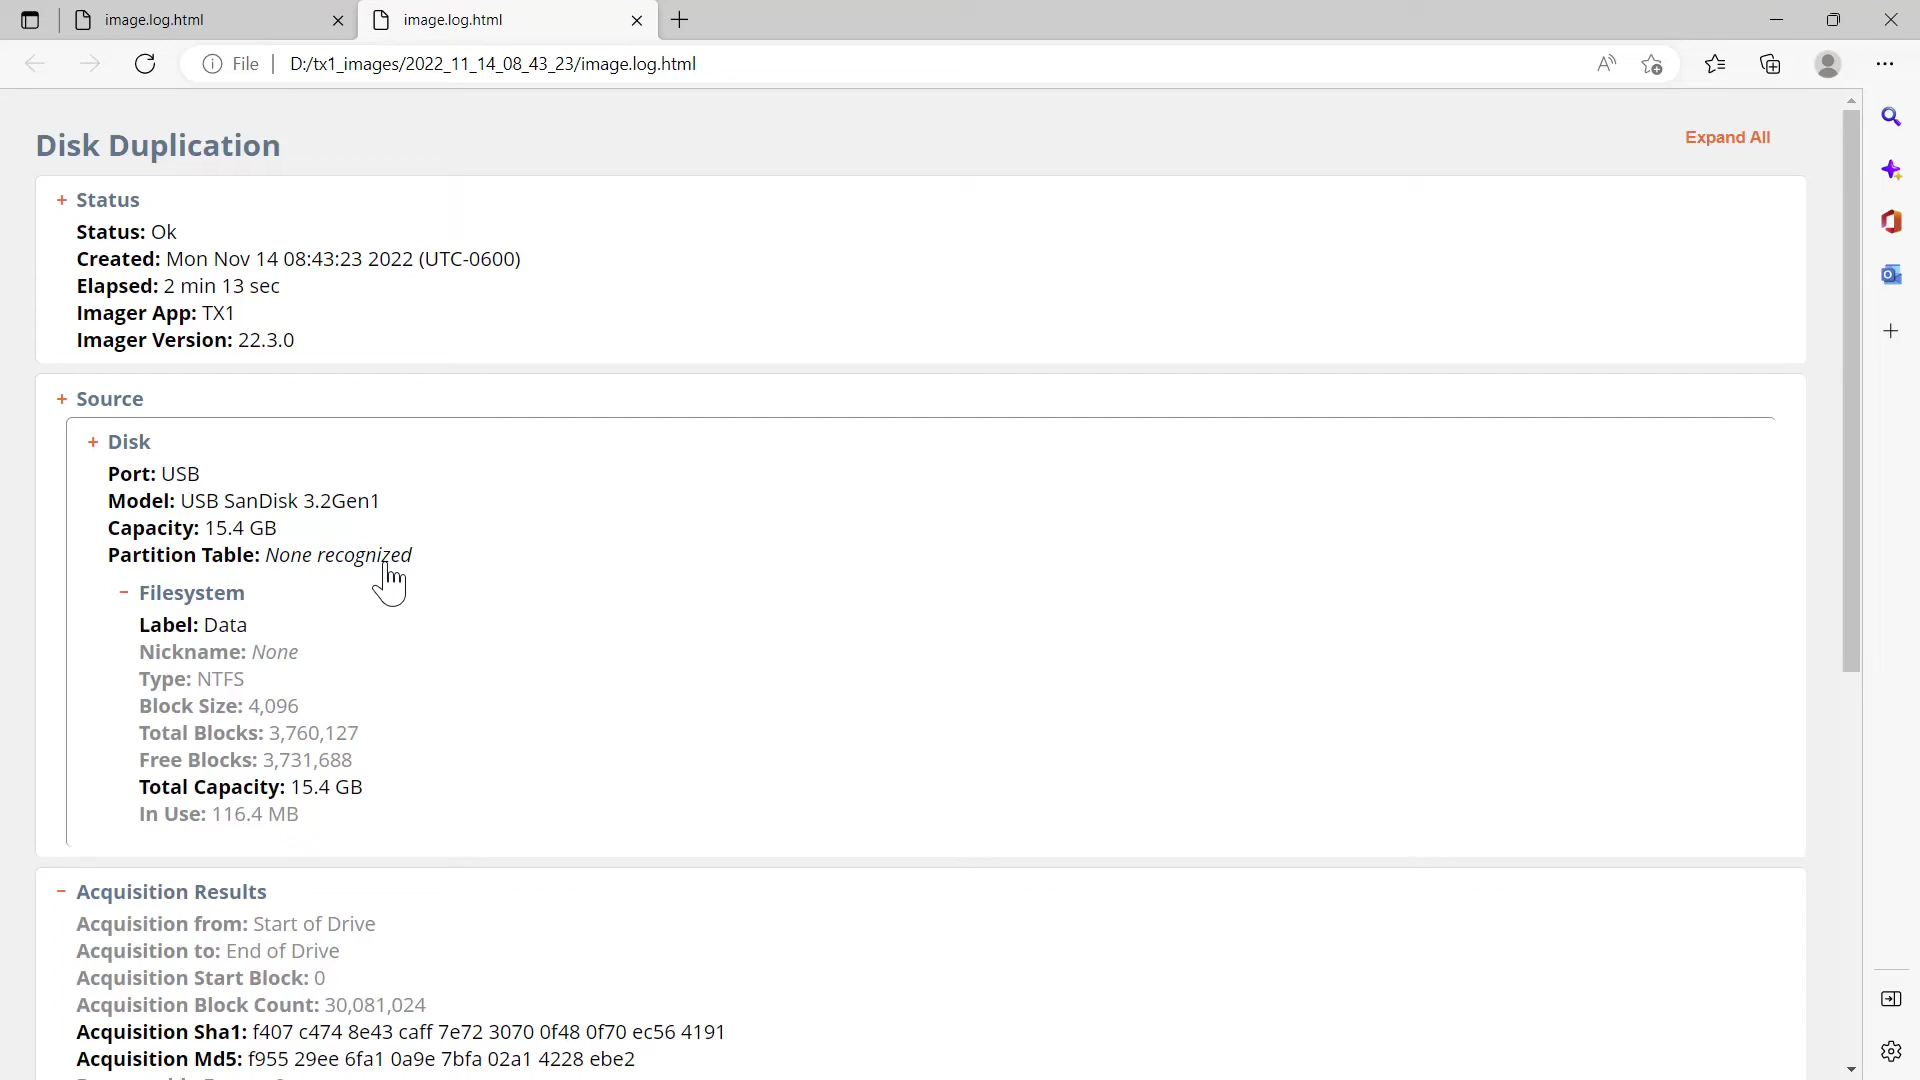 image.log.html
image.log.html
File
D:/tx1_images/2022_11_14_08_43_23/image.log.html
Disk Duplication
Expand All
+ Status
Status: Ok
Created: Mon Nov 14 08:43:23 2022 (UTC-0600)
Elapsed: 2 min 13 sec
Imager App: TX1
Imager Version: 22.3.0
+ Source
+ Disk
Port: USB
Model: USB SanDisk 3.2Gen1
Capacity: 15.4 GB
Partition Table: None recognized
- Filesystem
Label: Data
Nickname: None
Type: NTFS
Block Size: 4,096
Total Blocks: 3,760,127
Free Blocks: 3,731,688
Total Capacity: 15.4 GB
In Use: 116.4 MB
- Acquisition Results
Acquisition from: Start of Drive
Acquisition to: End of Drive
Acquisition Start Block: 0
Acquisition Block Count: 30,081,024
Acquisition Sha1: f407 c474 8e43 caff 7e72 3070 0f48 0f70 ec56 4191
Acquisition Md5: f955 29ee 6fa1 0a9e 7bfa 02a1 4228 ebe2